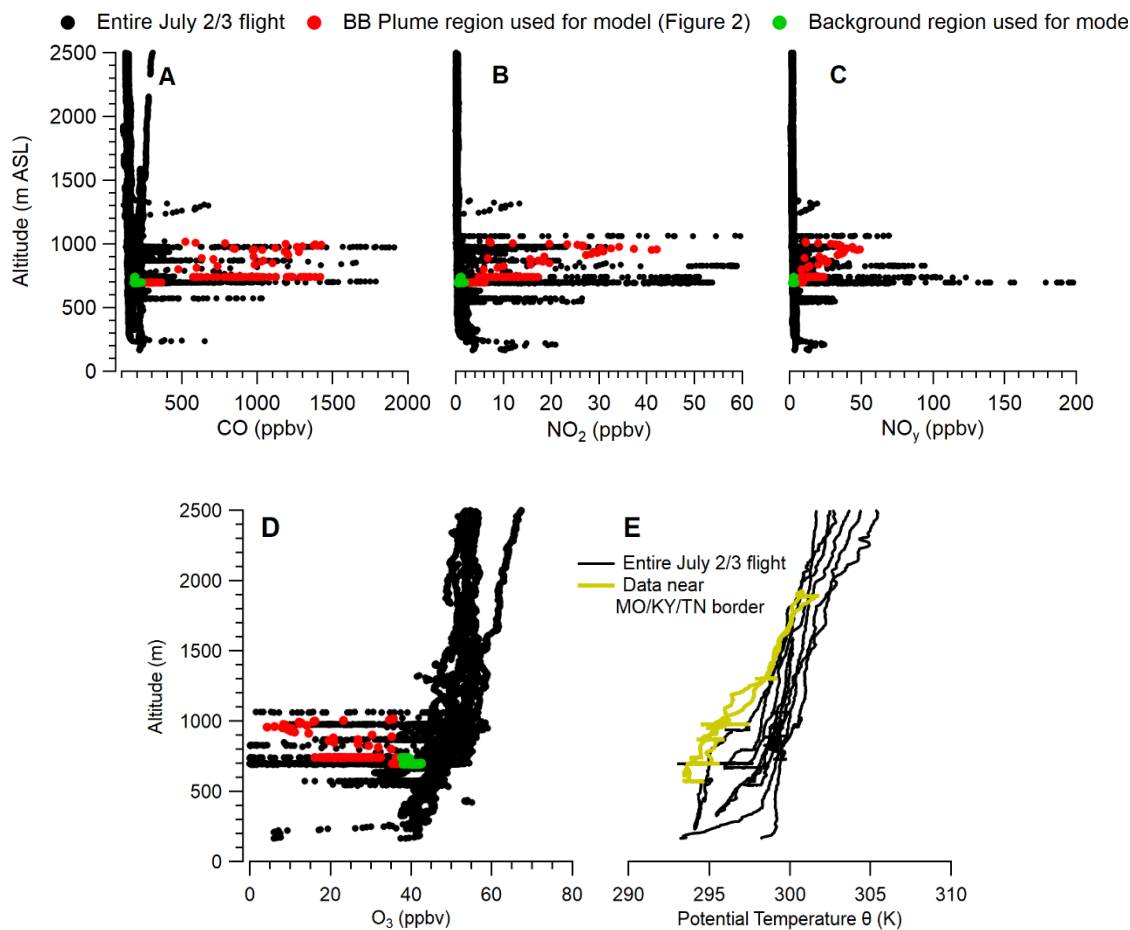 Entire July 2/3 flight BB Plume region used for model (Figure 2) Background region used for mode
A B C
2500
2000
1500
1000
500
0
Altitude (m ASL)
500 1000 1500 2000
CO (ppbv)
0 10 20 30 40 50 60
NO2 (ppbv)
0 50 100 150 200
NOy (ppbv)
D
2500
2000
1500
1000
500
0
Altitude (m)
0 20 40 60 80
O3 (ppbv)
E
Entire July 2/3 flight
Data near
MO/KY/TN border
290 295 300 305 310
Potential Temperature θ (K)